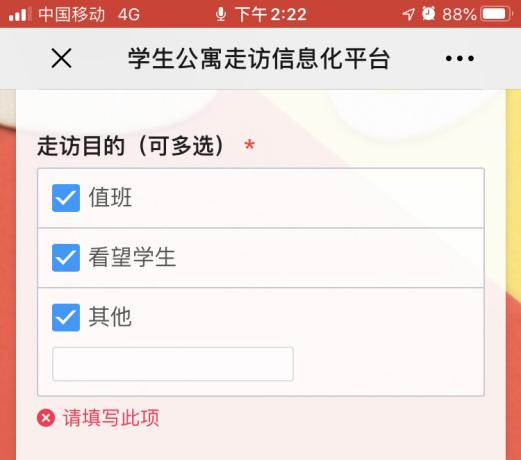 中国移动 4G 下午2:22 88%
学生公寓走访信息化平台
走访目的（可多选） *
值班
看望学生
其他
请填写此项